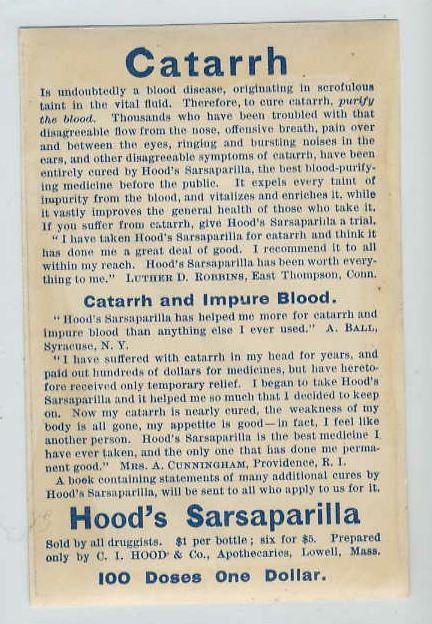 Catarrh
Is undoubtedly a blood disease, originating in scrofulous
taint in the vital fluid. Therefore, to cure catarrh, purify
the blood. Thousands who have been troubled with that
disagreeable flow from the nose, offensive breath, pain over
and between the eyes, ringing and bursting noises in the
ears, and other disagreeable symptoms of catarrh, have been
entirely cured by Hood's Sarsaparilla, the best blood-purify-
ing medicine before the public. It expels every taint of
impurity from the blood, and vitalizes and enriches it, while
it vastly improves the general health of those who take it.
If you suffer from catarrh, give Hood's Sarsaparilla a trial.
"I have taken Hood's Sarsaparilla for catarrh and think it
has done me a great deal of good. I recommend it to all
within my reach. Hood's Sarsaparilla has been worth every-
thing to me." LUTHER D. ROBBINS, East Thompson, Conn.
Catarrh and Impure Blood.
"Hood's Sarsaparilla has helped me more for catarrh and
impure blood than anything else I ever used." A. BALL,
Syracuse, N. Y.
"I have suffered with catarrh in my head for years, and
paid out hundreds of dollars for medicines, but have hereto-
fore received only temporary relief. I began to take Hood's
Sarsaparilla and it helped me so much that I decided to keep
on. Now my catarrh is nearly cured, the weakness of my
body is all gone, my appetite is good—in fact, I feel like
another person. Hood's Sarsaparilla is the best medicine I
have ever taken, and the only one that has done me perma-
nent good." MRS. A. CUNNINGHAM, Providence, R. I.
A book containing statements of many additional cures by
Hood's Sarsaparilla, will be sent to all who apply to us for it.
Hood's Sarsaparilla
Sold by all druggists. $1 per bottle; six for $5. Prepared
only by C. I. HOOD & Co., Apothecaries, Lowell, Mass.
100 Doses One Dollar.